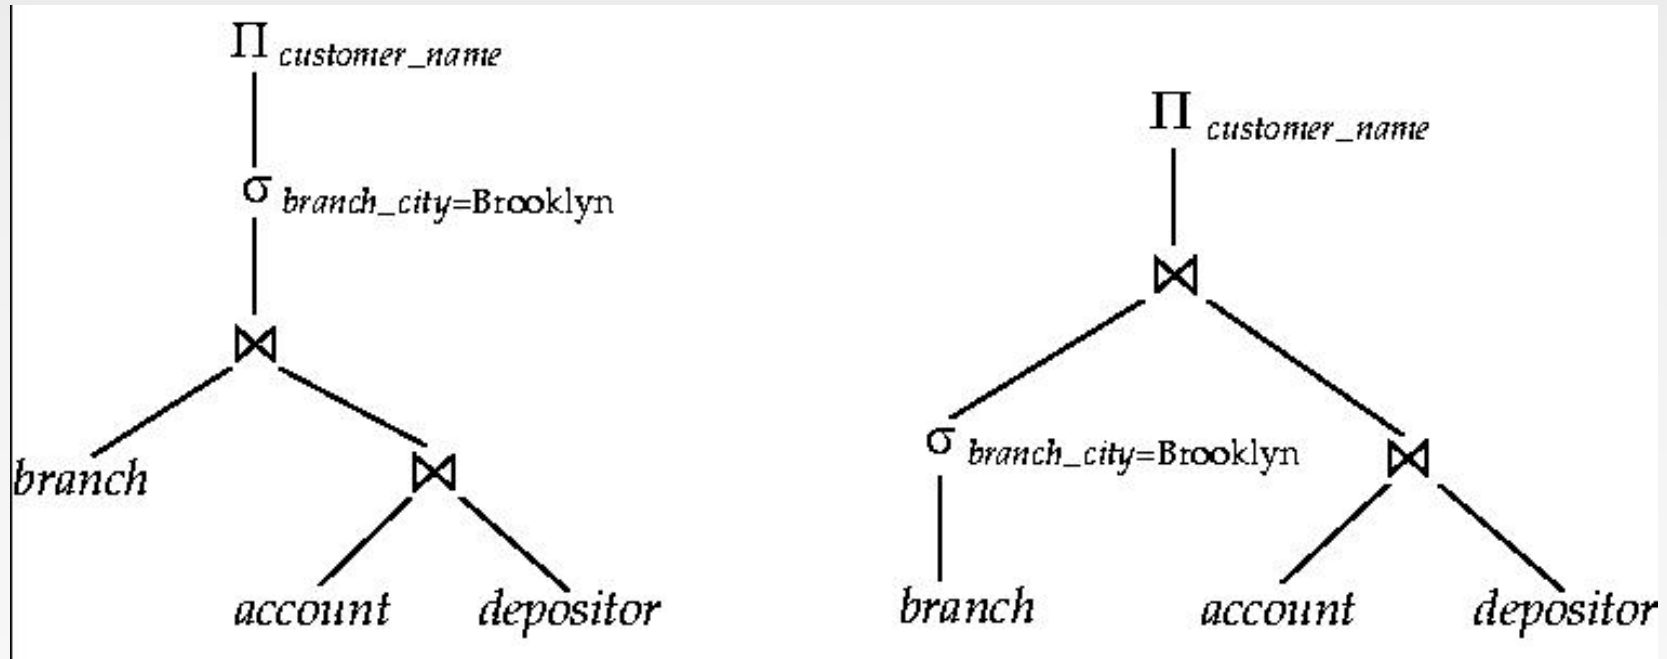 Π customer_name
σ branch_city=Brooklyn
⋈
branch
⋈
account depositor
Π customer_name
⋈
σ branch_city=Brooklyn
⋈
branch
account depositor